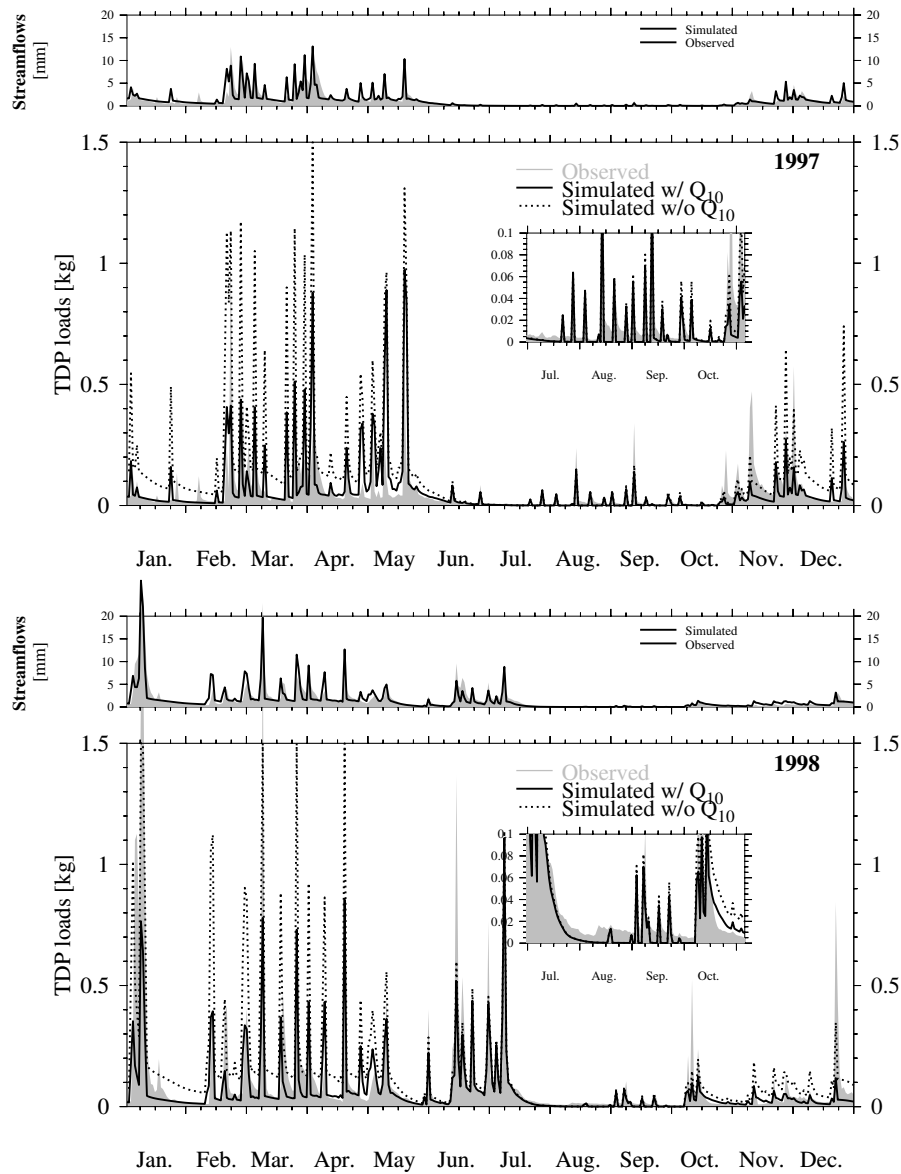 Streamflows
[mm]
20
15
10
5
0
Simulated
Observed
20
15
10
5
0
TDP loads [kg]
1.5
1
0.5
0
1997
Observed
Simulated w/ Q10
Simulated w/o Q10
0.1
0.08
0.06
0.04
0.02
0
Jul. Aug. Sep. Oct.
1.5
1
0.5
0
Jan. Feb. Mar. Apr. May Jun. Jul. Aug. Sep. Oct. Nov. Dec.
Streamflows
[mm]
20
15
10
5
0
Simulated
Observed
20
15
10
5
0
TDP loads [kg]
1.5
1
0.5
0
1998
Observed
Simulated w/ Q10
Simulated w/o Q10
0.1
0.08
0.06
0.04
0.02
0
Jul. Aug. Sep. Oct.
1.5
1
0.5
0
Jan. Feb. Mar. Apr. May Jun. Jul. Aug. Sep. Oct. Nov. Dec.